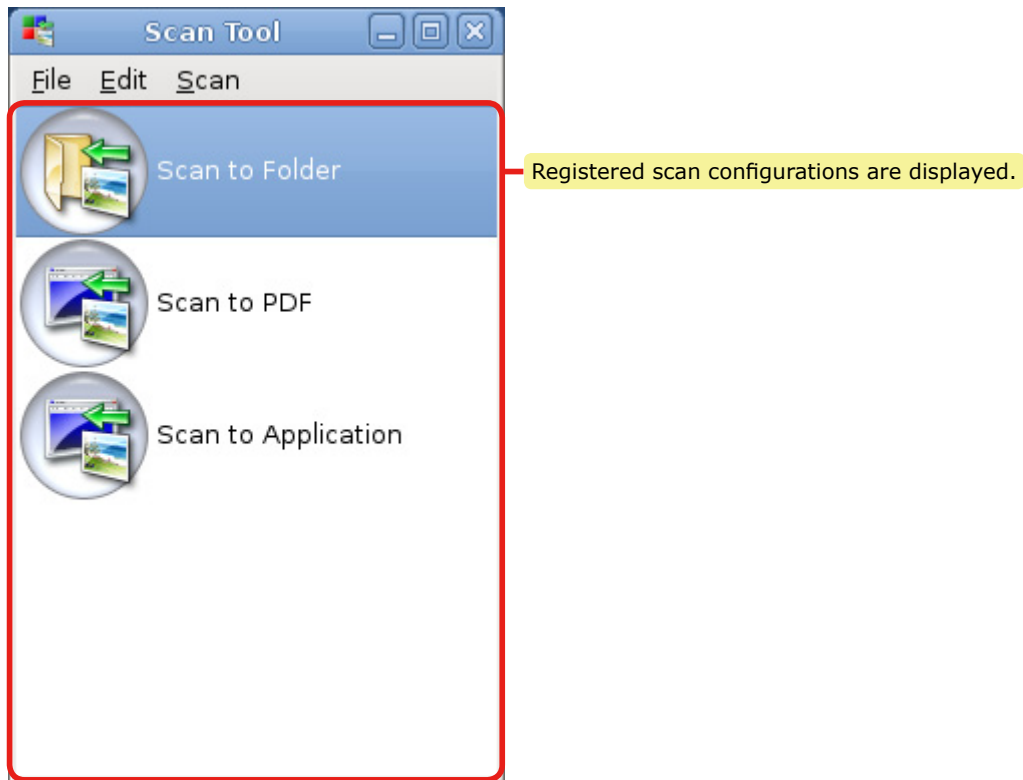 Scan Tool
File Edit Scan
Scan to Folder
Registered scan configurations are displayed.
Scan to PDF
Scan to Application